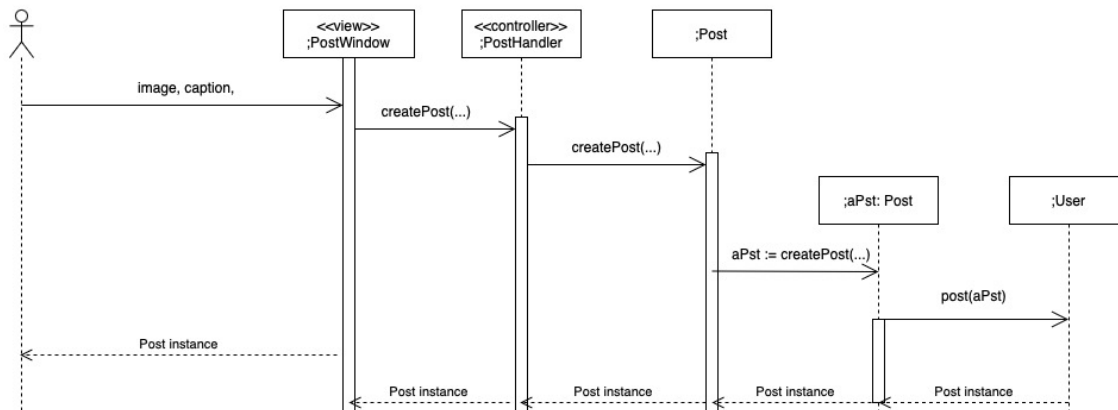 <<view>>
;PostWindow
<<controller>>
;PostHandler
;Post
image, caption,
createPost(...)
createPost(...)
;aPst: Post
;User
aPst := createPost(...)
post(aPst)
Post instance
Post instance
Post instance
Post instance
Post instance